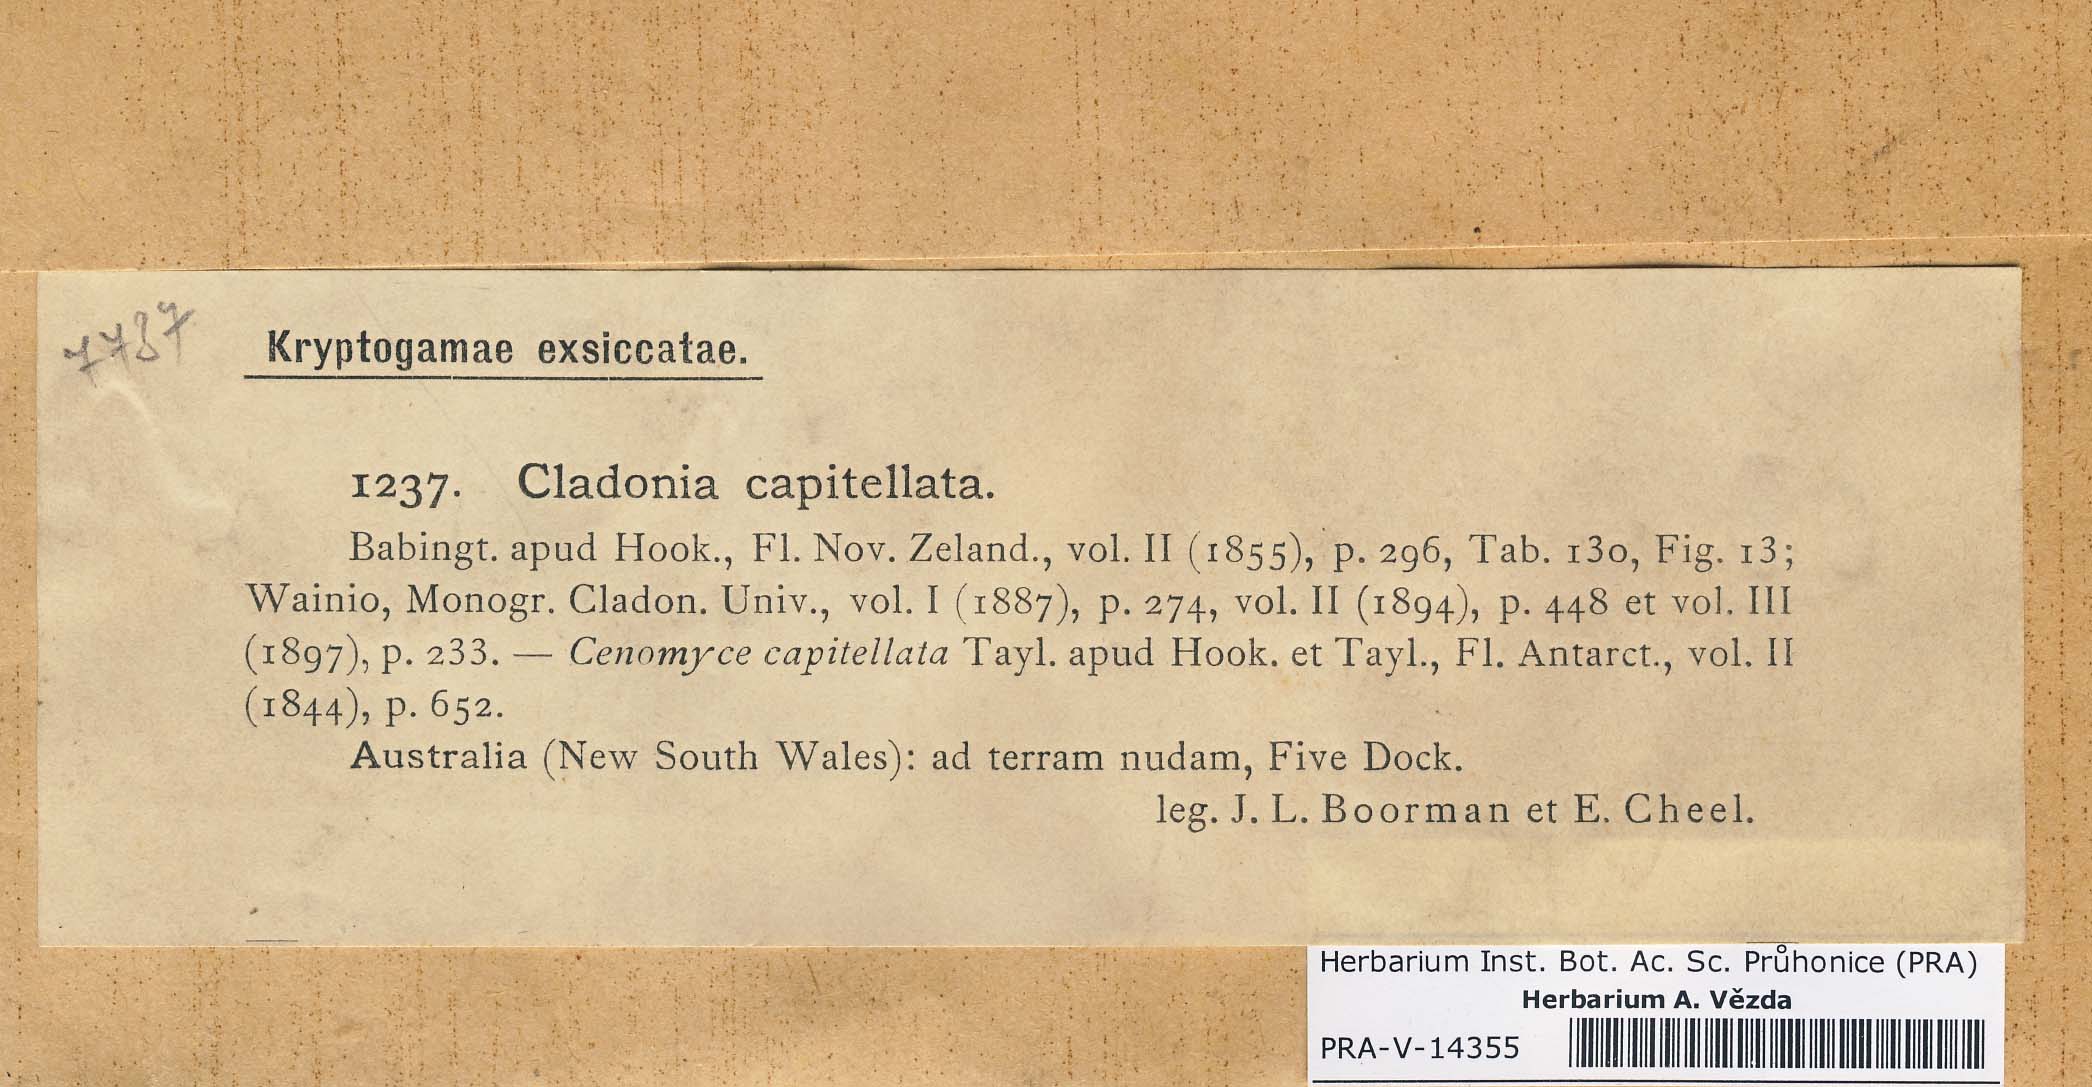 7737
Kryptogamae exsiccatae.
1237. Cladonia capitellata.
Babingt. apud Hook., Fl. Nov. Zeland., vol. II (1855), p. 296, Tab. 130, Fig. 13;
Wainio, Monogr. Cladon. Univ., vol. I (1887), p. 274, vol. II (1894), p. 448 et vol. III
(1897), p. 233. — Cenomyce capitellata Tayl. apud Hook. et Tayl., Fl. Antarct., vol. II
(1844), p. 652.
Australia (New South Wales): ad terram nudam, Five Dock.
leg. J. L. Boorman et E. Cheel.
Herbarium Inst. Bot. Ac. Sc. Průhonice (PRA)
Herbarium A. Vězda
PRA-V-14355